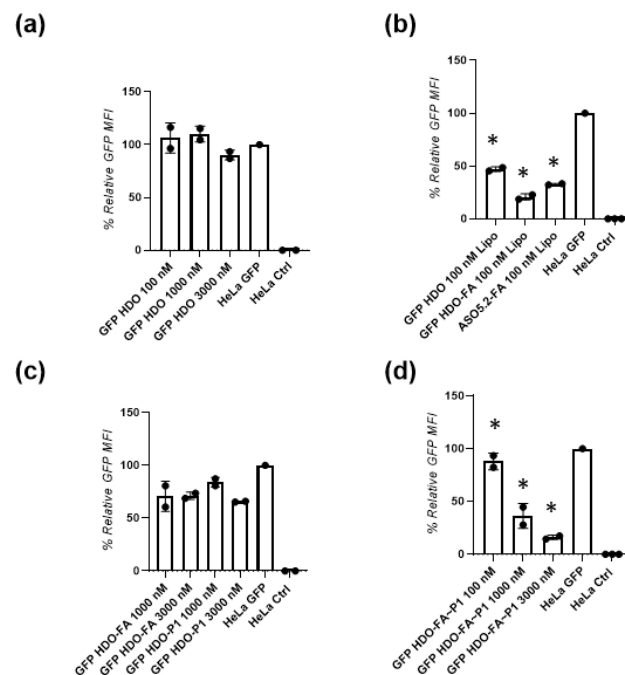 (a)
% Relative GFP MFI
150
100
50
0
GFP HDO 100 nM
GFP HDO 1000 nM
GFP HDO 3000 nM
HeLa GFP
HeLa Ctrl
(b)
% Relative GFP MFI
150
100
50
0
*
*
*
GFP HDO 100 nM Lipo
GFP HDO-FA 100 nM Lipo
ASO5.2-FA 100 nM Lipo
HeLa GFP
HeLa Ctrl
(c)
% Relative GFP MFI
150
100
50
0
GFP HDO-FA 1000 nM
GFP HDO-FA 3000 nM
GFP HDO-P1 1000 nM
GFP HDO-P1 3000 nM
HeLa GFP
HeLa Ctrl
(d)
% Relative GFP MFI
150
100
50
0
*
*
*
GFP HDO-FA-P1 100 nM
GFP HDO-FA-P1 1000 nM
GFP HDO-FA-P1 3000 nM
HeLa GFP
HeLa Ctrl